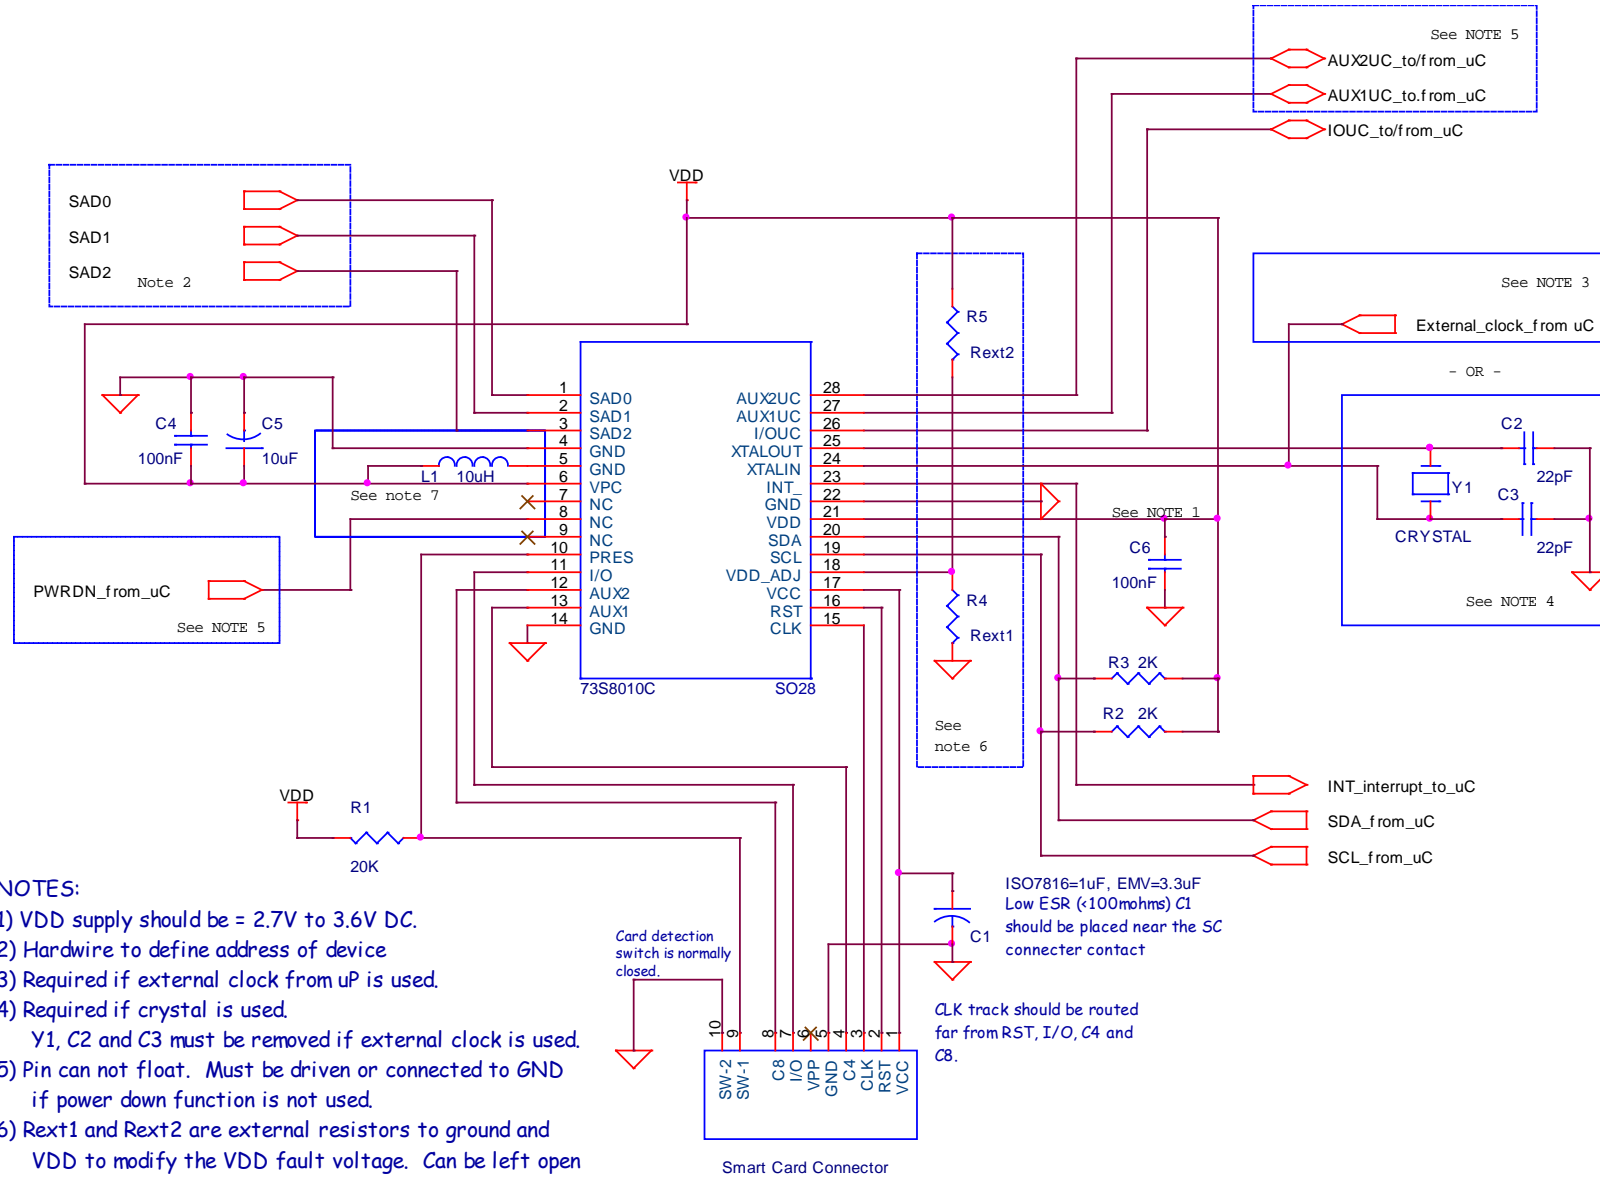 See NOTE 5
AUX2UC_to/from_uC
AUX1UC_to.from_uC
IOUC_to/from_uC
VDD
SAD0
SAD1
SAD2
Note 2
R5
Rext2
See NOTE 3
External_clock_from uC
- OR -
C4
100nF
C5
10uF
L1 10uH
See note 7
1
2
3
4
5
6
7
8
9
10
11
12
13
14
SAD0
SAD1
SAD2
GND
GND
VPC
NC
NC
NC
PRES
I/O
AUX2
AUX1
GND
AUX2UC
AUX1UC
I/OUC
XTALOUT
XTALIN
INT_
GND
VDD
SDA
SCL
VDD_ADJ
VCC
RST
CLK
28
27
26
25
24
23
22
21
20
19
18
17
16
15
73S8010C
SO28
See NOTE 1
C6
100nF
C2
22pF
Y1
C3
CRYSTAL
22pF
See NOTE 4
PWRDN_from_uC
See NOTE 5
R4
Rext1
R3 2K
R2 2K
See
note 6
INT_interrupt_to_uC
SDA_from_uC
SCL_from_uC
VDD
R1
20K
ISO7816=1uF, EMV=3.3uF
Low ESR (<100mohms) C1
should be placed near the SC
connecter contact
C1
Card detection
switch is normally
closed.
CLK track should be routed
far from RST, I/O, C4 and
C8.
10
9
8
7
6
5
4
3
2
1
SW-2
SW-1
C8
I/O
VPP
GND
C4
CLK
RST
VCC
Smart Card Connector
NOTES:
1) VDD supply should be = 2.7V to 3.6V DC.
2) Hardwire to define address of device
3) Required if external clock from uP is used.
4) Required if crystal is used.
Y1, C2 and C3 must be removed if external clock is used.
5) Pin can not float. Must be driven or connected to GND
if power down function is not used.
6) Rext1 and Rext2 are external resistors to ground and
VDD to modify the VDD fault voltage. Can be left open